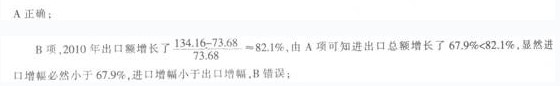 A 正确；
B 项,2010 年出口额增长了 $\frac{134.16-73.68}{73.68}$≈82.1%,由 A 项可知进出口总额增长了 67.9%<82.1%,显然进
口增幅必然小于 67.9%,进口增幅小于出口增幅,B 错误；